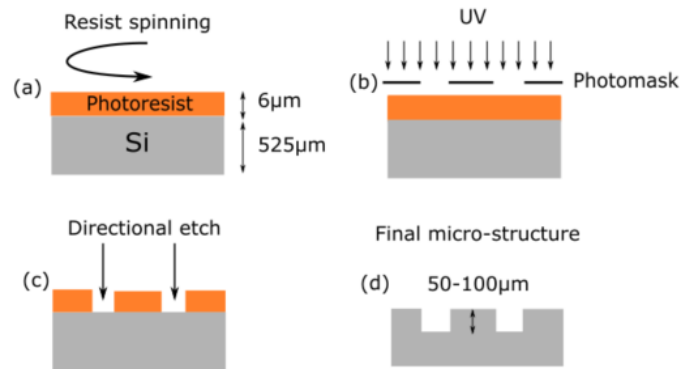 Resist spinning
(a)
Photoresist
6μm
Si
525μm
UV
(b)
Photomask
Directional etch
(c)
Final micro-structure
(d)
50-100μm